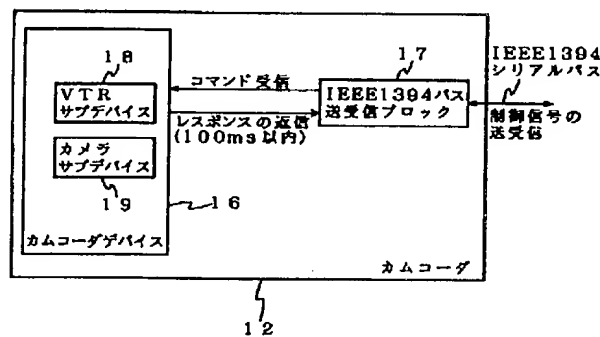 18
VTR
サブデバイス
カメラ
サブデバイス
19
16
カムコーダデバイス
コマンド受信
レスポンスの返信
(100ms以内)
17
IEEE1394バス
送受信ブロック
IEEE1394
シリアルバス
制御信号の
送受信
カムコーダ
12